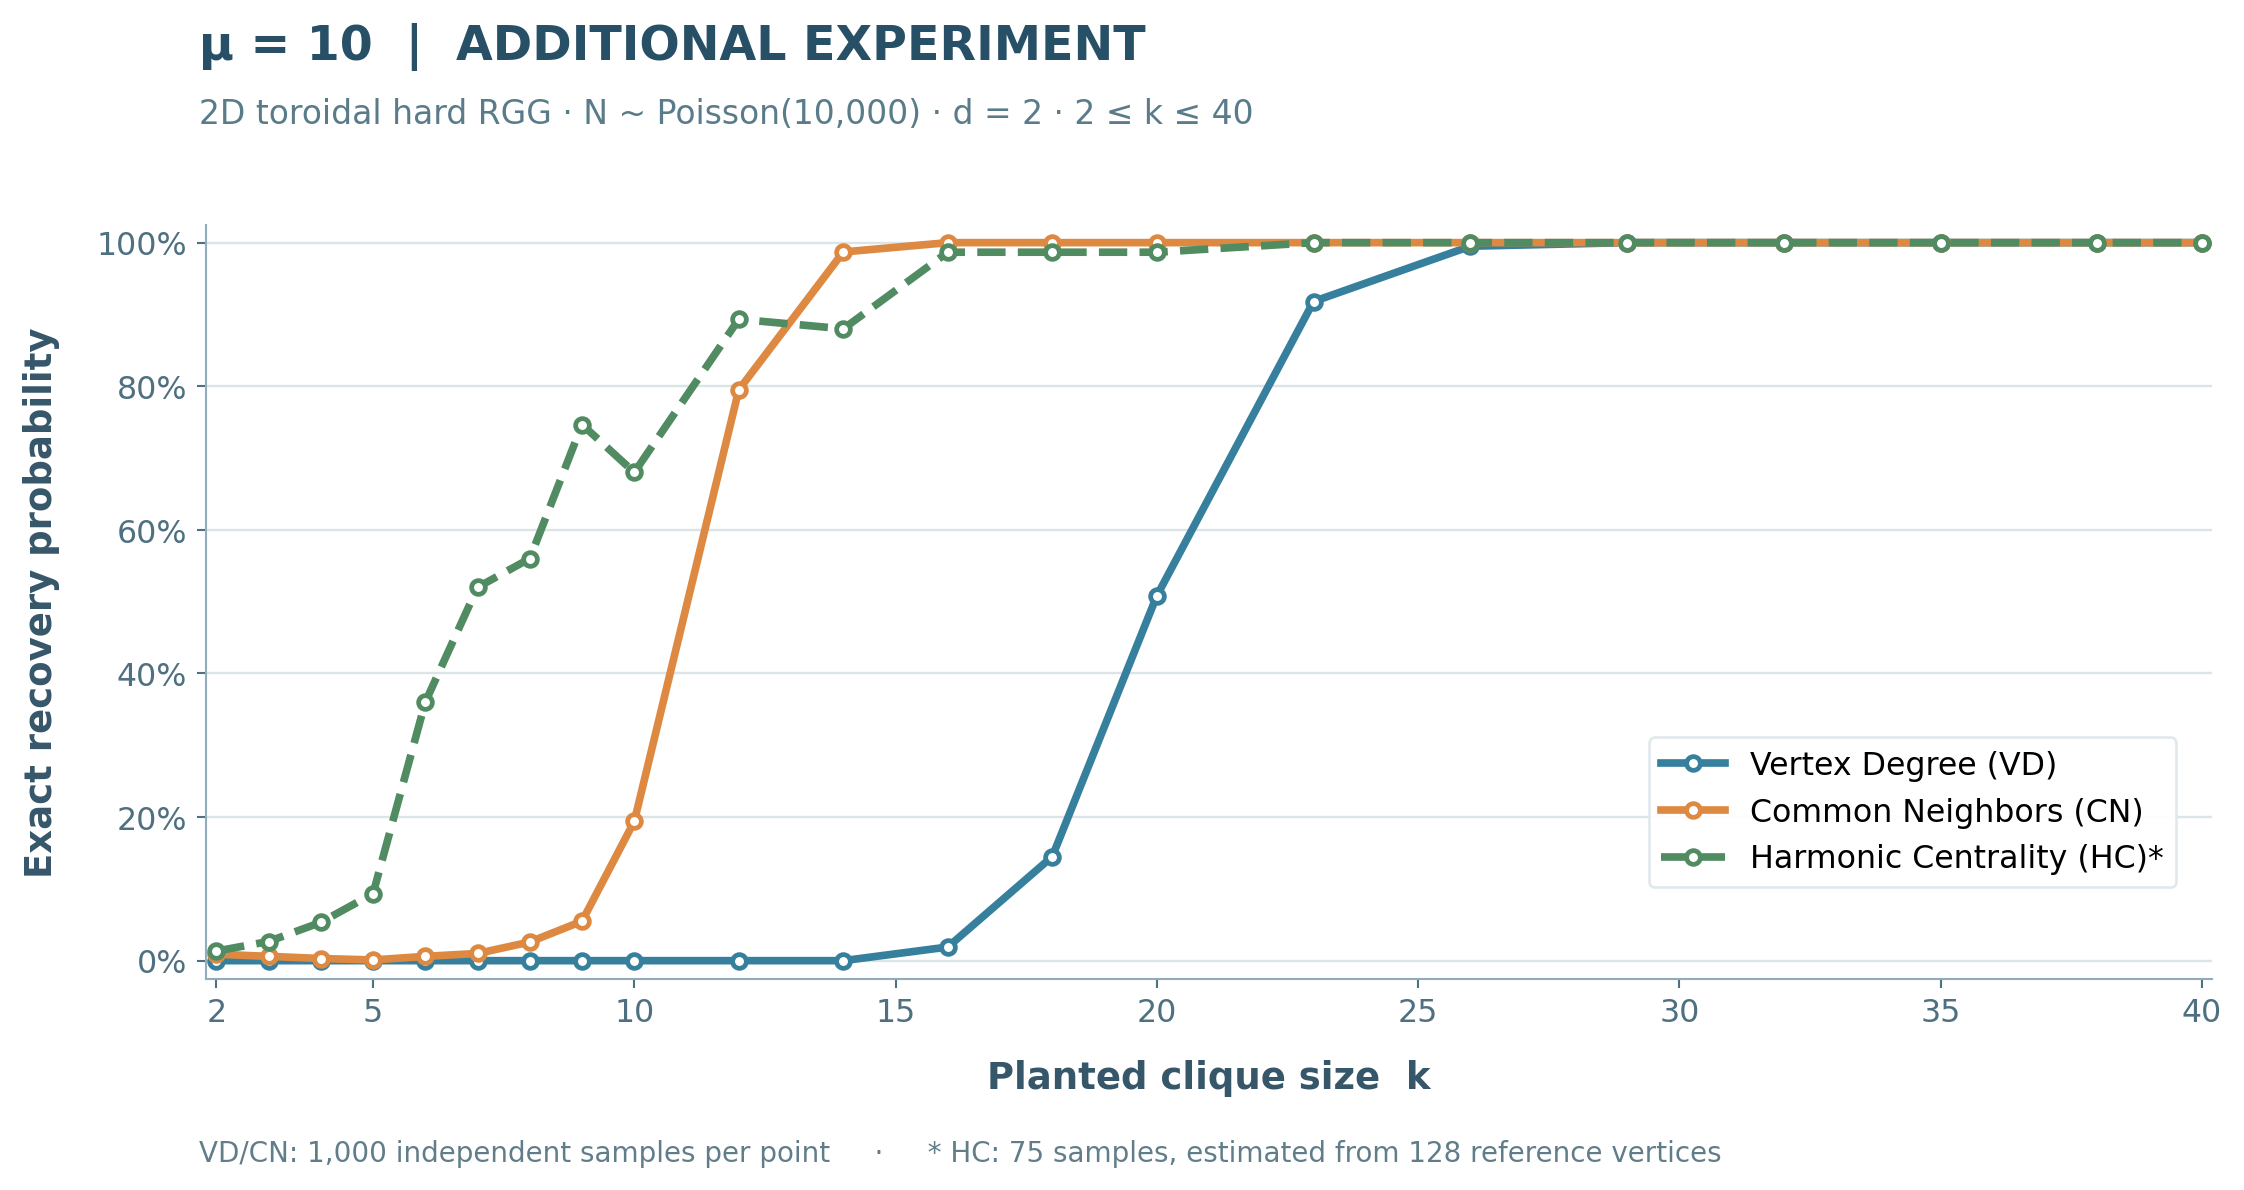 μ = 10 | ADDITIONAL EXPERIMENT
2D toroidal hard RGG · N ~ Poisson(10,000) · d = 2 · 2 ≤ k ≤ 40
Exact recovery probability
100%
80%
60%
40%
20%
0%
Vertex Degree (VD)
Common Neighbors (CN)
Harmonic Centrality (HC)*
2 5 10 15 20 25 30 35 40
Planted clique size k
VD/CN: 1,000 independent samples per point · * HC: 75 samples, estimated from 128 reference vertices